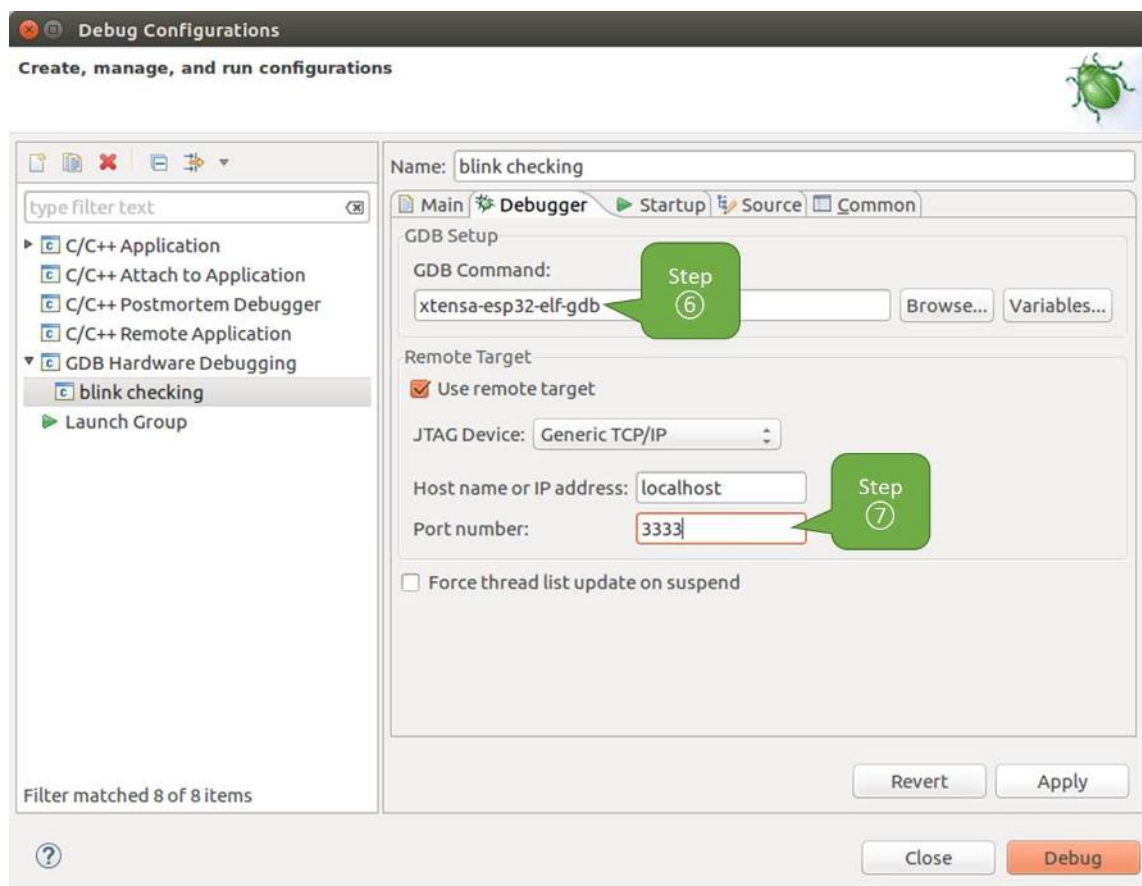 Debug Configurations
Create, manage, and run configurations
type filter text
C/C++ Application
C/C++ Attach to Application
C/C++ Postmortem Debugger
C/C++ Remote Application
GDB Hardware Debugging
blink checking
Launch Group
Filter matched 8 of 8 items
Name: blink checking
Main Debugger Startup Source Common
GDB Setup
GDB Command:
xtensa-esp32-elf-gdb
Browse... Variables...
Step
⑥
Remote Target
Use remote target
JTAG Device: Generic TCP/IP
Host name or IP address: localhost
Port number: 3333
Step
⑦
Force thread list update on suspend
Revert Apply
? Close Debug